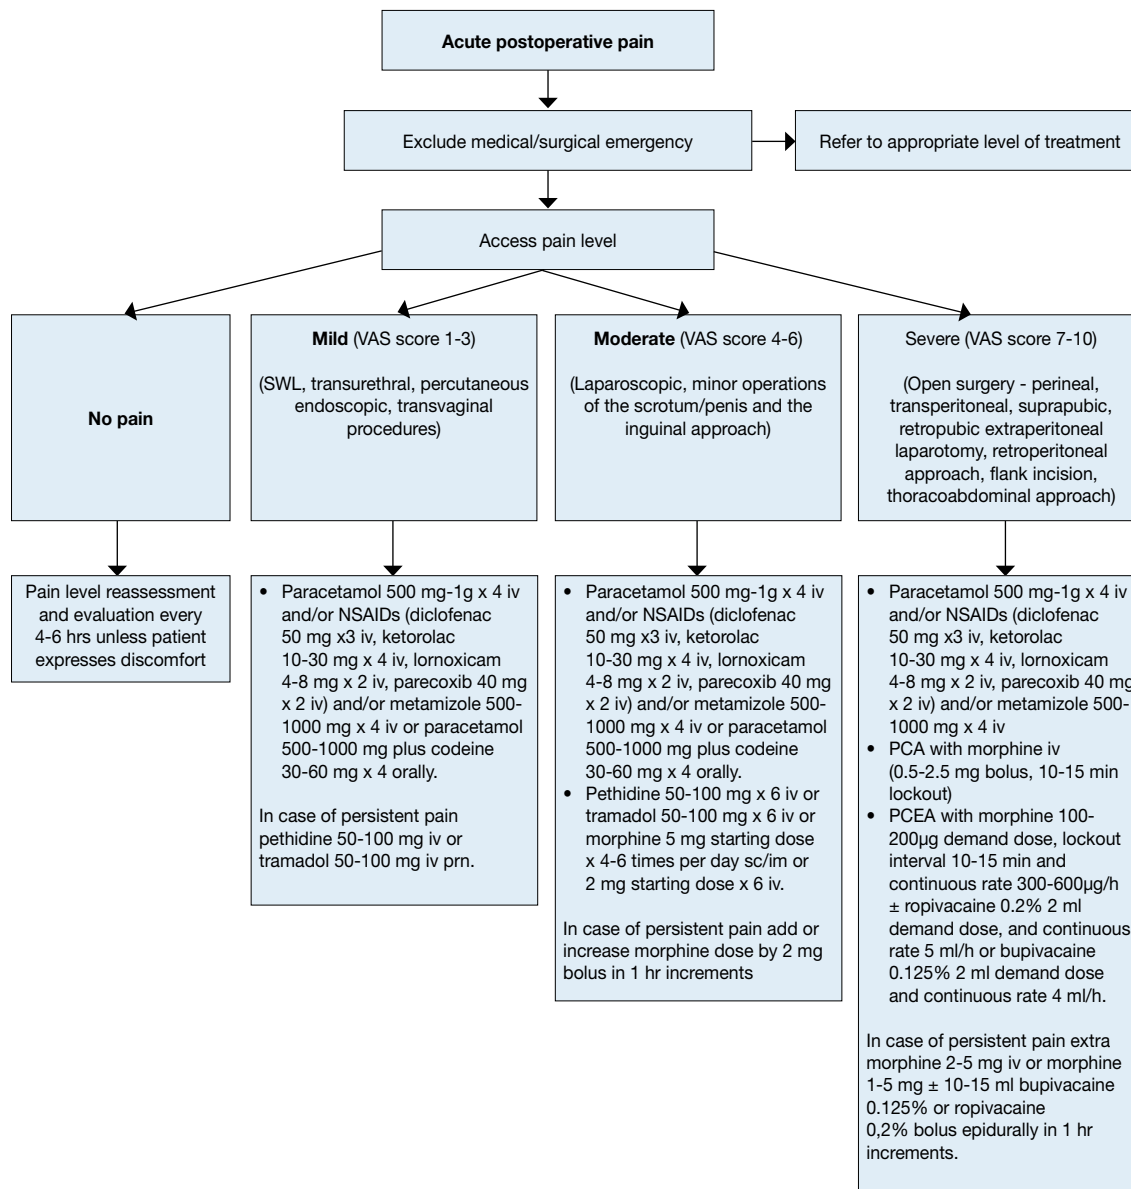 Acute postoperative pain
Exclude medical/surgical emergency
Refer to appropriate level of treatment
Access pain level
No pain
Mild (VAS score 1-3)
(SWL, transurethral, percutaneous
endoscopic, transvaginal
procedures)
Moderate (VAS score 4-6)
(Laparoscopic, minor operations
of the scrotum/penis and the
inguinal approach)
Severe (VAS score 7-10)
(Open surgery - perineal,
transperitoneal, suprapubic,
retropubic extraperitoneal
laparotomy, retroperitoneal
approach, flank incision,
thoracoabdominal approach)
Pain level reassessment
and evaluation every
4-6 hrs unless patient
expresses discomfort
• Paracetamol 500 mg-1g x 4 iv
and/or NSAIDs (diclofenac
50 mg x3 iv, ketorolac
10-30 mg x 4 iv, lornoxicam
4-8 mg x 2 iv, parecoxib 40 mg
x 2 iv) and/or metamizole 500-
1000 mg x 4 iv or paracetamol
500-1000 mg plus codeine
30-60 mg x 4 orally.
In case of persistent pain
pethidine 50-100 mg iv or
tramadol 50-100 mg iv prn.
• Paracetamol 500 mg-1g x 4 iv
and/or NSAIDs (diclofenac
50 mg x3 iv, ketorolac
10-30 mg x 4 iv, lornoxicam
4-8 mg x 2 iv, parecoxib 40 mg
x 2 iv) and/or metamizole 500-
1000 mg x 4 iv or paracetamol
500-1000 mg plus codeine
30-60 mg x 4 orally.
• Pethidine 50-100 mg x 6 iv or
tramadol 50-100 mg x 6 iv or
morphine 5 mg starting dose
x 4-6 times per day sc/im or
2 mg starting dose x 6 iv.
In case of persistent pain add or
increase morphine dose by 2 mg
bolus in 1 hr increments
• Paracetamol 500 mg-1g x 4 iv
and/or NSAIDs (diclofenac
50 mg x3 iv, ketorolac
10-30 mg x 4 iv, lornoxicam
4-8 mg x 2 iv, parecoxib 40 mg
x 2 iv) and/or metamizole 500-
1000 mg x 4 iv
• PCA with morphine iv
(0.5-2.5 mg bolus, 10-15 min
lockout)
• PCEA with morphine 100-
200µg demand dose, lockout
interval 10-15 min and
continuous rate 300-600µg/h
± ropivacaine 0.2% 2 ml
demand dose, and continuous
rate 5 ml/h or bupivacaine
0.125% 2 ml demand dose
and continuous rate 4 ml/h.
In case of persistent pain extra
morphine 2-5 mg iv or morphine
1-5 mg ± 10-15 ml bupivacaine
0.125% or ropivacaine
0,2% bolus epidurally in 1 hr
increments.